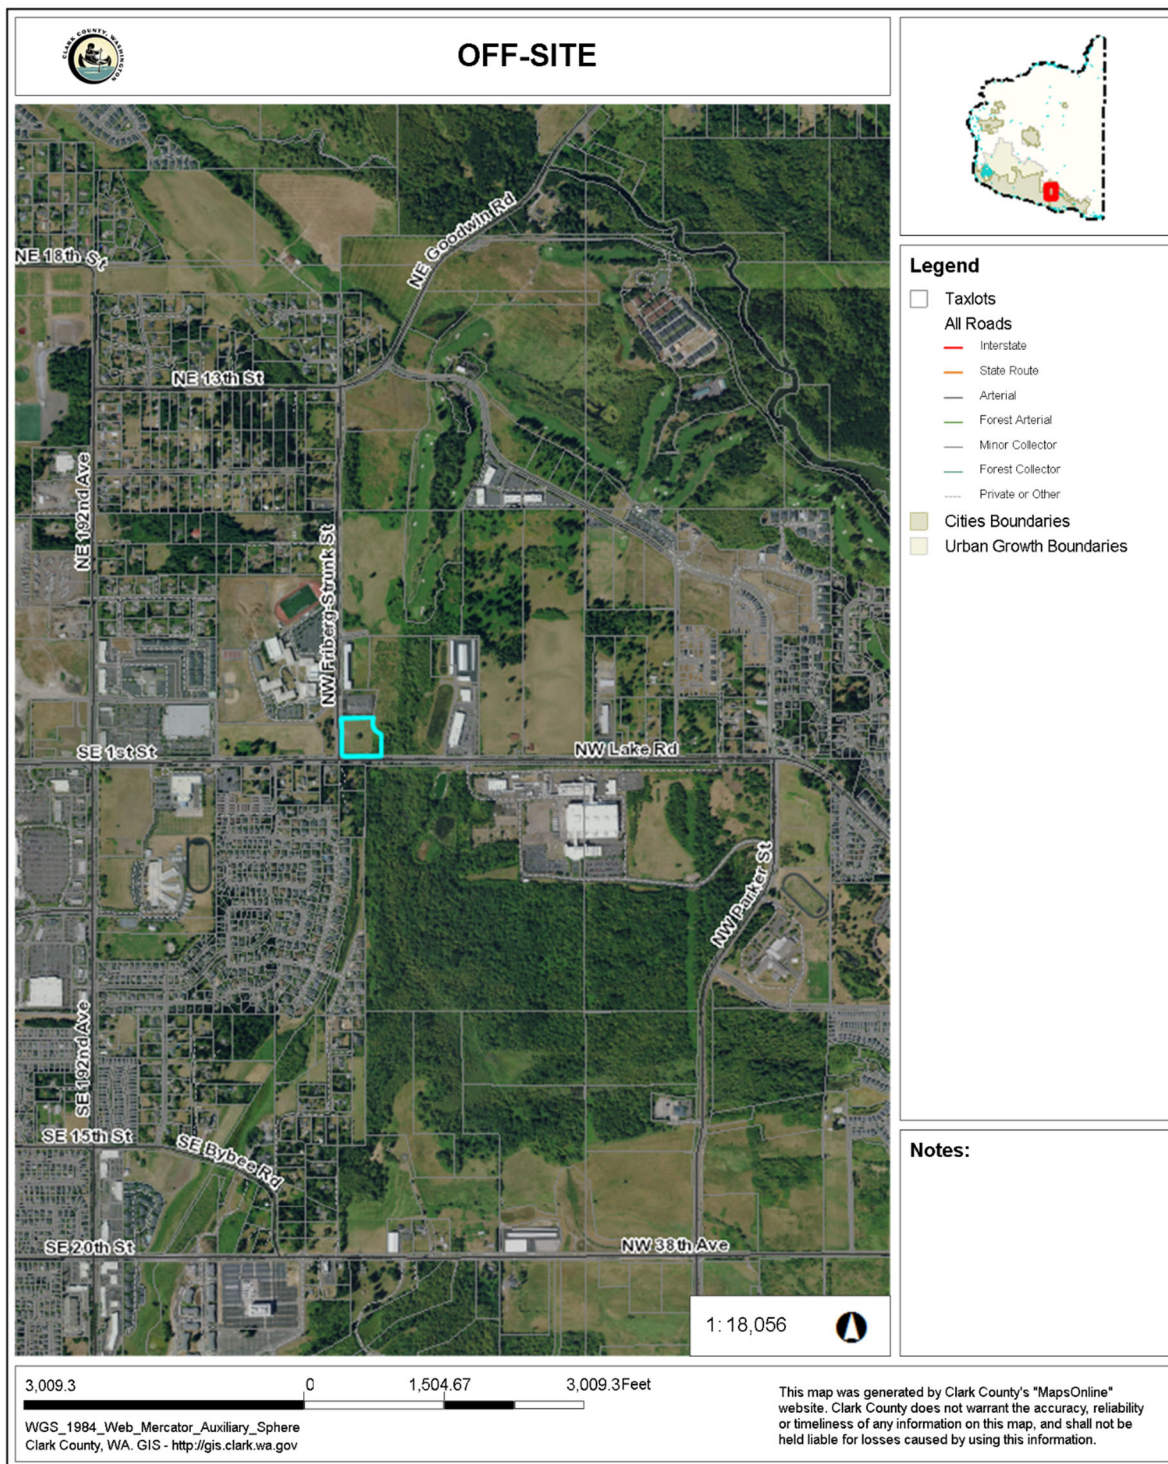 CLARK COUNTY, WASHINGTON
OFF-SITE
NE Goodwin Rd
NE 18th St
NE 13th St
NE 192nd Ave
NW Friberg-Strunk St
SE 1st St
NW Lake Rd
NW Parker St
SE 192nd Ave
SE 15th St
SE Bybee Rd
SE 20th St
NW 38th Ave
1: 18,056
Legend
Taxlots
All Roads
Interstate
State Route
Arterial
Forest Arterial
Minor Collector
Forest Collector
Private or Other
Cities Boundaries
Urban Growth Boundaries
Notes:
3,009.3 0 1,504.67 3,009.3Feet
WGS_1984_Web_Mercator_Auxiliary_Sphere
Clark County, WA. GIS - http://gis.clark.wa.gov
This map was generated by Clark County's "MapsOnline"
website. Clark County does not warrant the accuracy, reliability
or timeliness of any information on this map, and shall not be
held liable for losses caused by using this information.